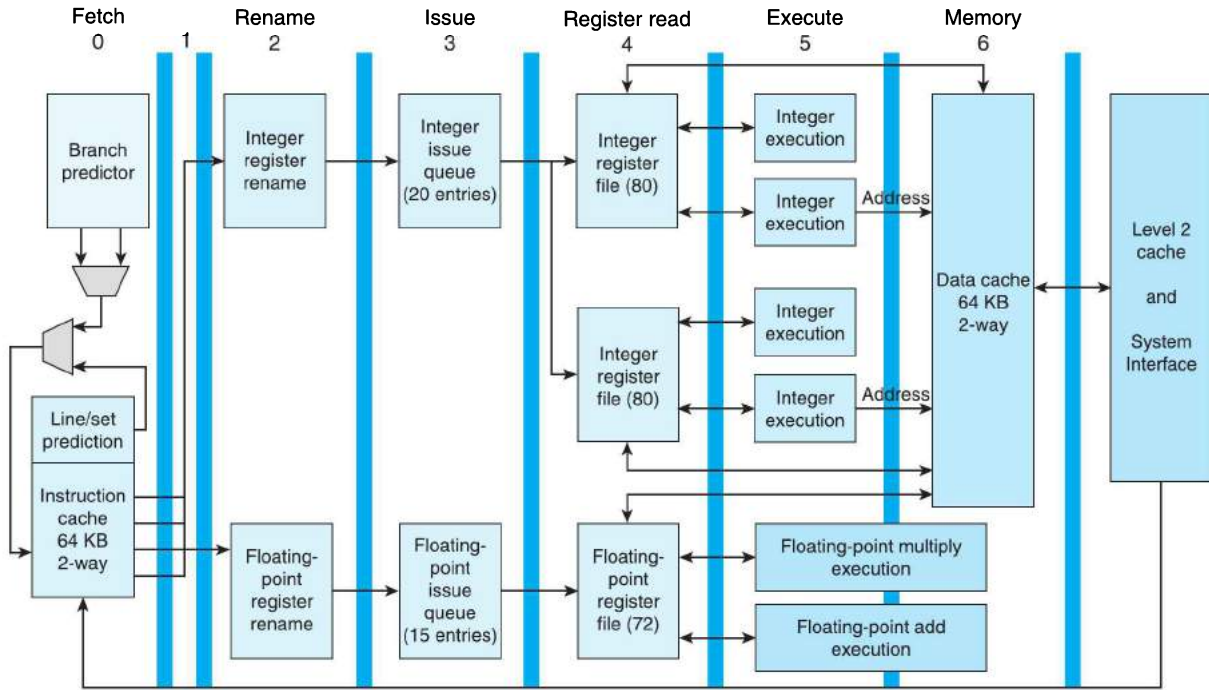 Fetch
0
1
Rename
2
Issue
3
Register read
4
Execute
5
Memory
6
Branch
predictor
Line/set
prediction
Instruction
cache
64 KB
2-way
Integer
register
rename
Floating-
point
register
rename
Integer
issue
queue
(20 entries)
Floating-
point
issue
queue
(15 entries)
Integer
register
file (80)
Integer
register
file (80)
Floating-
point
register
file (72)
Integer
execution
Integer
execution
Address
Integer
execution
Integer
execution
Address
Floating-point multiply
execution
Floating-point add
execution
Data cache
64 KB
2-way
Level 2
cache
and
System
Interface